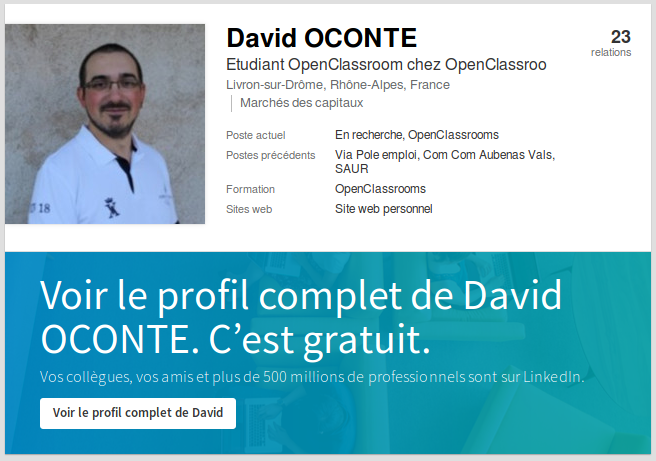 David OCONTE
23
relations
Etudiant OpenClassroom chez OpenClassroo
Livron-sur-Drôme, Rhône-Alpes, France
Marchés des capitaux
Poste actuel En recherche, OpenClassrooms
Postes précédents Via Pole emploi, Com Com Aubenas Vals,
SAUR
Formation OpenClassrooms
Sites web Site web personnel
18
Voir le profil complet de David
OCONTE. C’est gratuit.
Vos collègues, vos amis et plus de 500 millions de professionnels sont sur LinkedIn.
Voir le profil complet de David